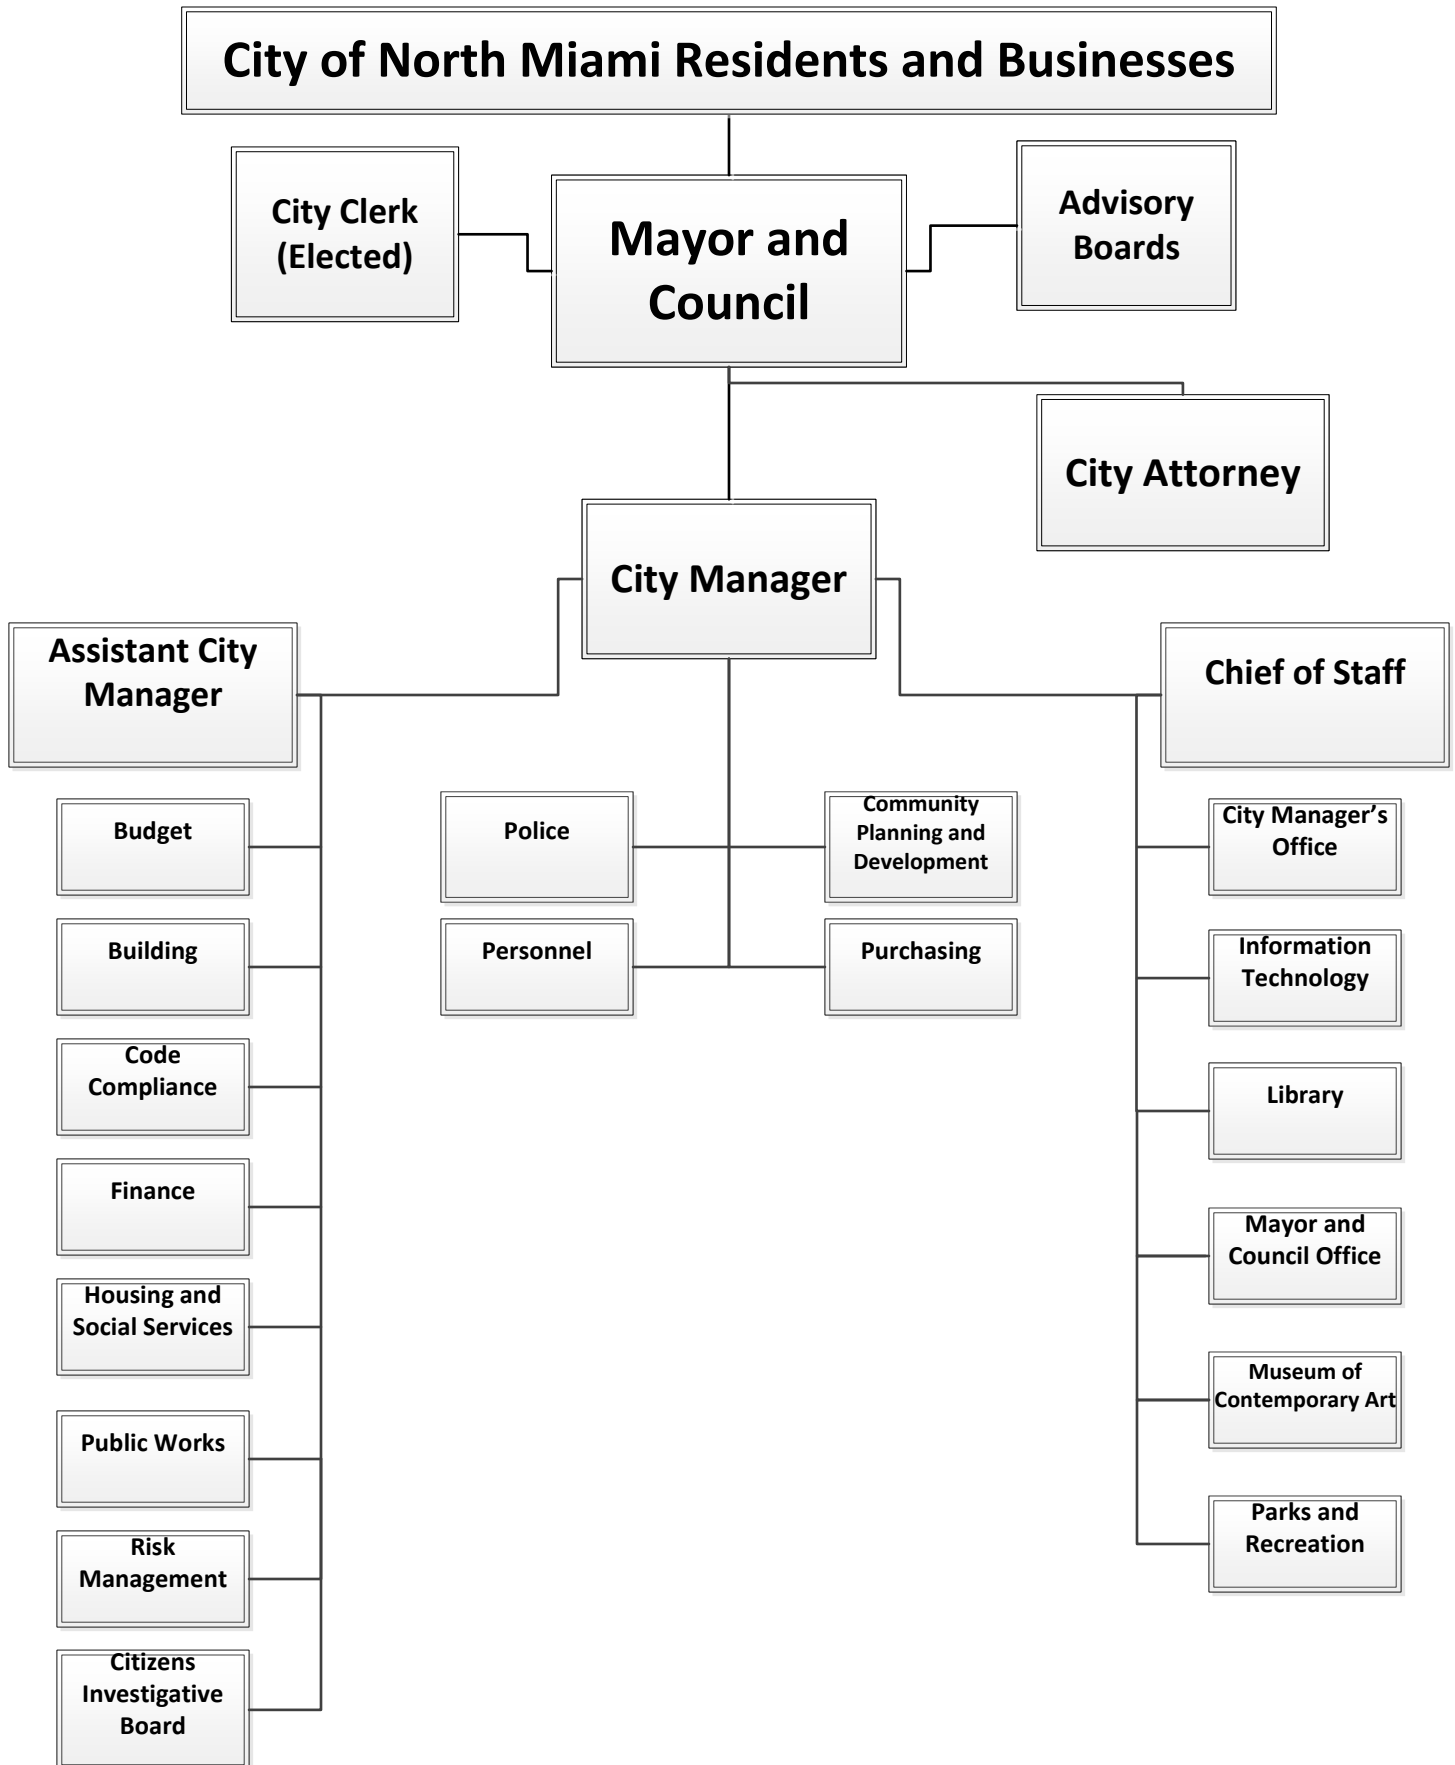 City of North Miami Residents and Businesses
City Clerk
(Elected)
Mayor and
Council
Advisory
Boards
City Attorney
City Manager
Assistant City
Manager
Chief of Staff
Budget
Building
Code
Compliance
Finance
Housing and
Social Services
Public Works
Risk
Management
Citizens
Investigative
Board
Police
Community
Planning and
Development
Personnel
Purchasing
City Manager’s
Office
Information
Technology
Library
Mayor and
Council Office
Museum of
Contemporary Art
Parks and
Recreation